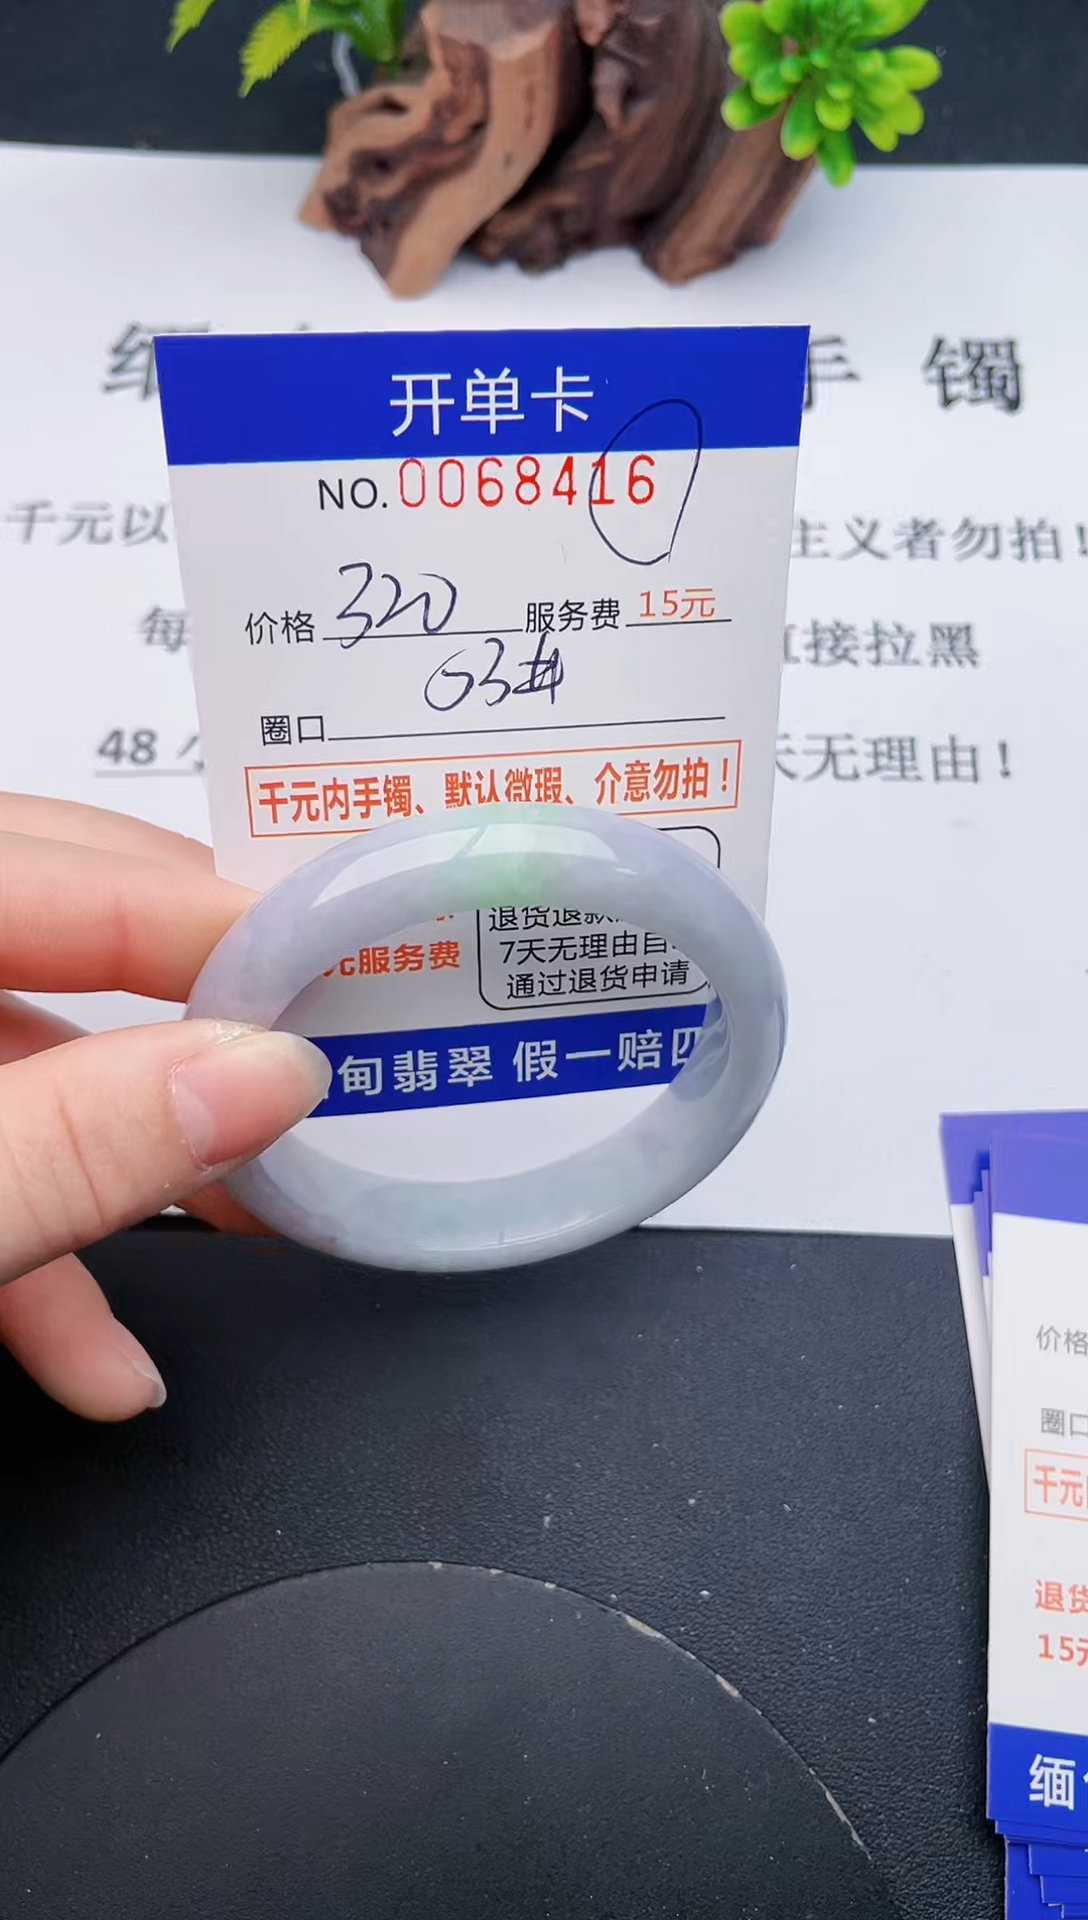 手 镯
开单卡
NO.0068416
千元以
主义者勿拍！
价格 320 服务费 15元
每
接拉黑
03#
圈口
48
天无理由！
千元内手镯、默认微瑕、介意勿拍！
退货退款
元服务费
7天无理由自
通过退货申请
甸翡翠 假一赔四
价格
圈口
千元
退货
15元
缅